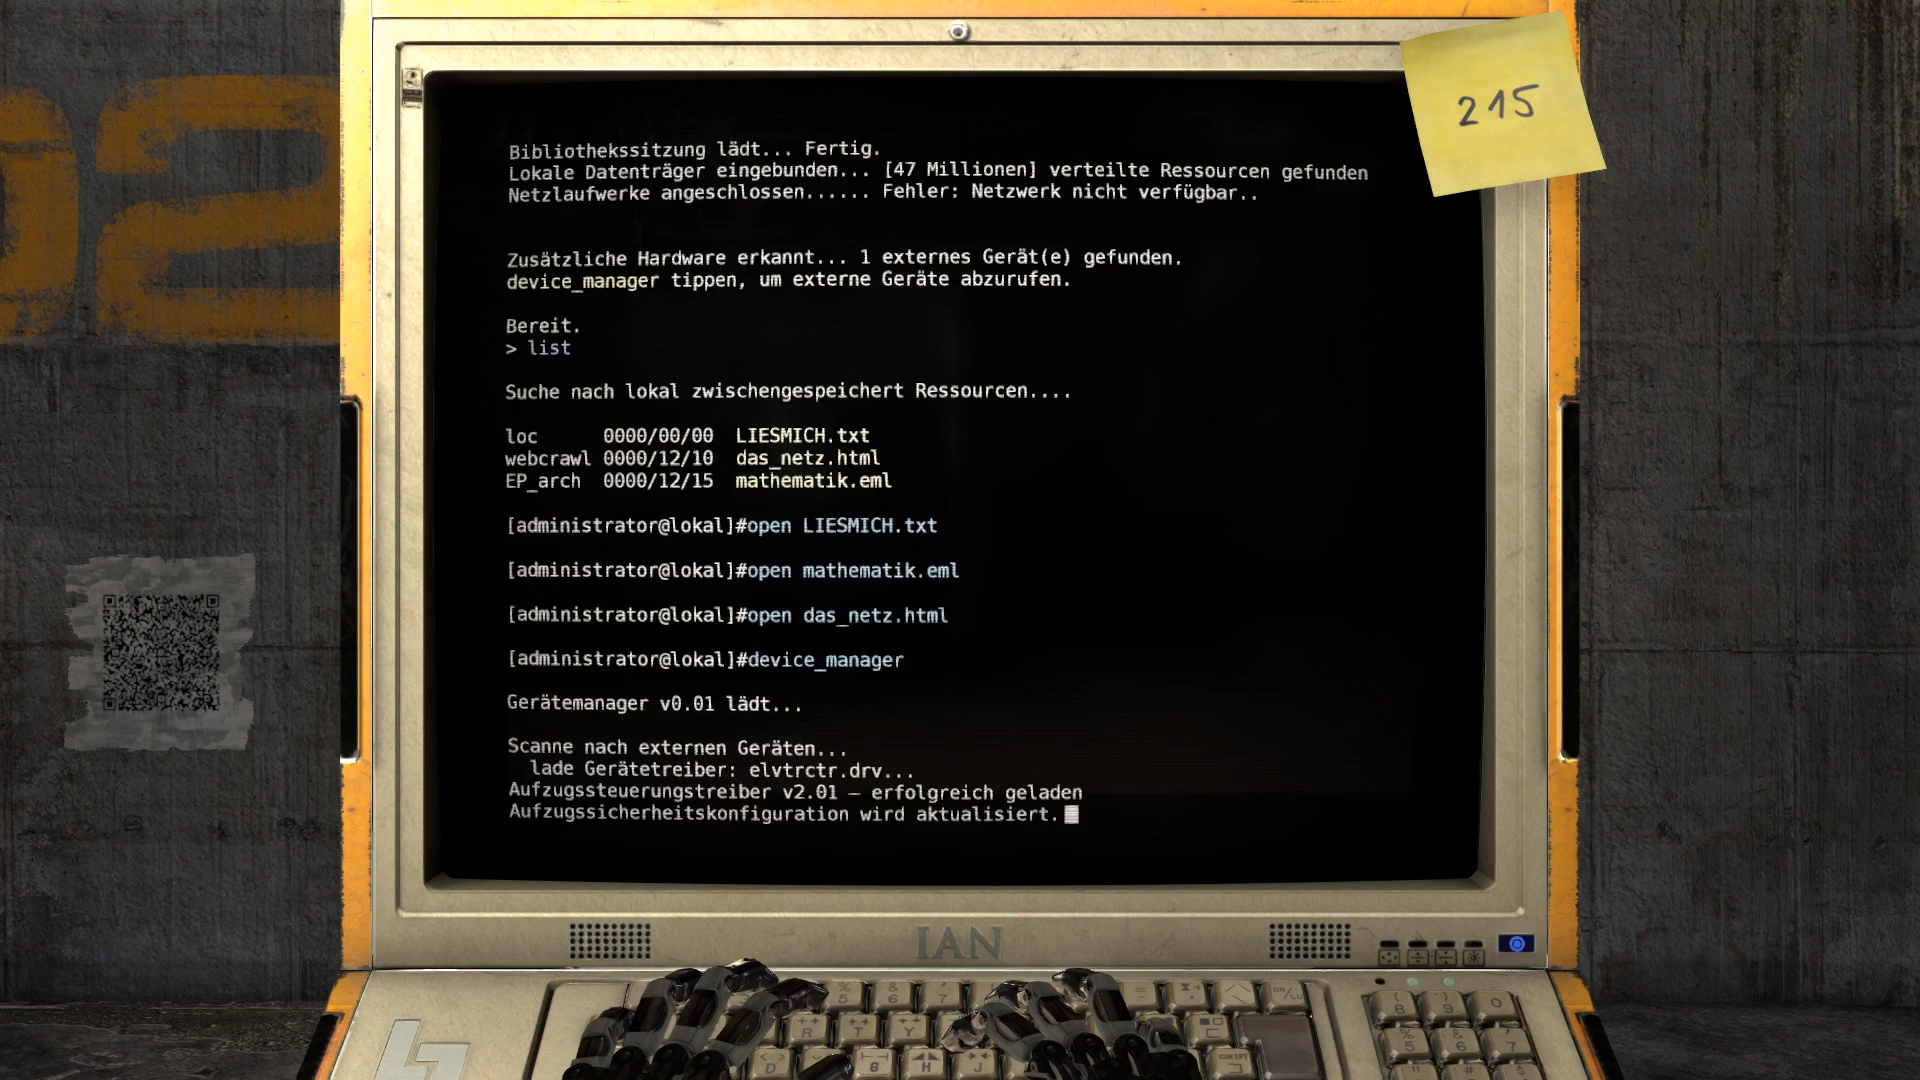 02
215
Bibliothekssitzung lädt... Fertig.
Lokale Datenträger eingebunden... [47 Millionen] verteilte Ressourcen gefunden
Netzlaufwerke angeschlossen...... Fehler: Netzwerk nicht verfügbar..
Zusätzliche Hardware erkannt... 1 externes Gerät(e) gefunden.
device_manager tippen, um externe Geräte abzurufen.
Bereit.
> list
Suche nach lokal zwischengespeichert Ressourcen....
loc 0000/00/00 LIESMICH.txt
webcrawl 0000/12/10 das_netz.html
EP_arch 0000/12/15 mathematik.eml
[administrator@lokal]#open LIESMICH.txt
[administrator@lokal]#open mathematik.eml
[administrator@lokal]#open das_netz.html
[administrator@lokal]#device_manager
Gerätemanager v0.01 lädt...
Scanne nach externen Geräten...
lade Gerätetreiber: elvtrctr.drv...
Aufzugssteuerungstreiber v2.01 – erfolgreich geladen
Aufzugssicherheitskonfiguration wird aktualisiert.
IAN